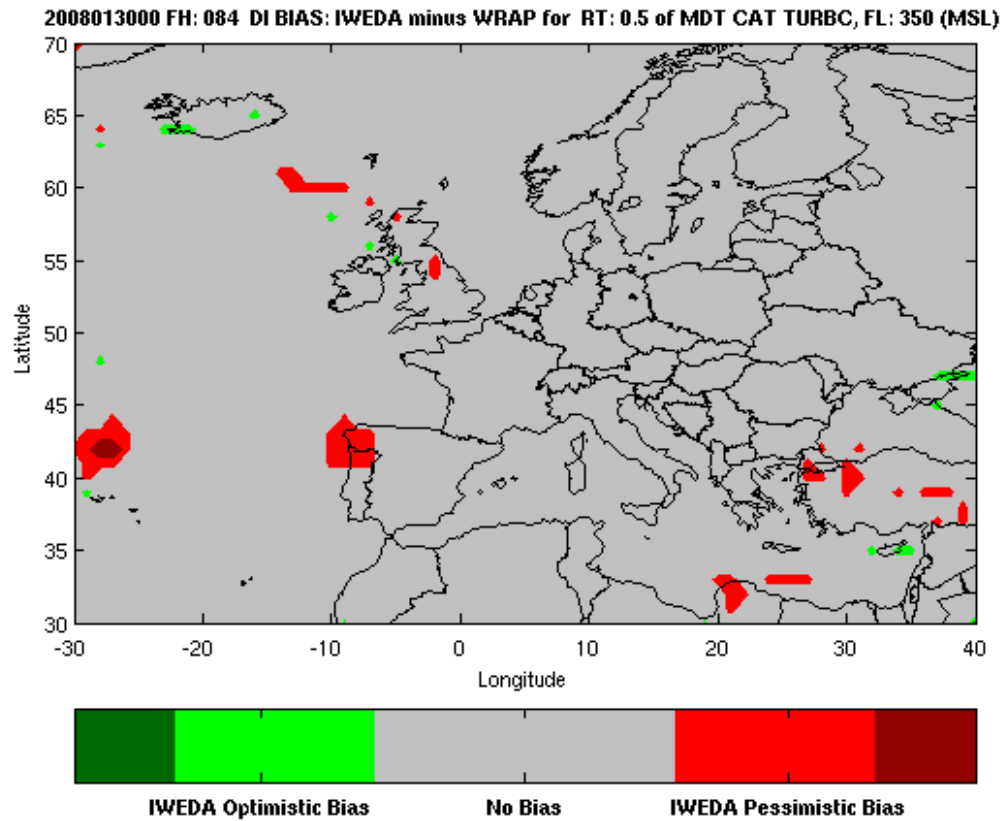 2008013000 FH: 084 DI BIAS: IWEDA minus WRAP for RT: 0.5 of MDT CAT TURBC, FL: 350 (MSL)
70
65
60
55
50
45
40
35
30
Latitude
-30 -20 -10 0 10 20 30 40
Longitude
IWEDA Optimistic Bias No Bias IWEDA Pessimistic Bias